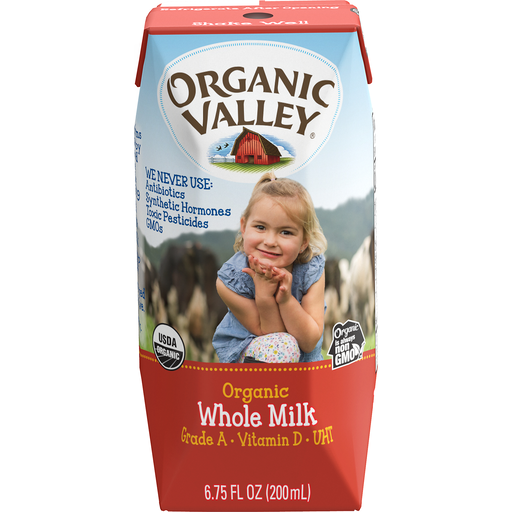 Refrigerate After Opening
Shake Well
ORGANIC
VALLEY®
WE NEVER USE:
Antibiotics
Synthetic Hormones
Toxic Pesticides
GMOs
USDA
ORGANIC
Organic
is always
non
GMO
Organic
Whole Milk
Grade A • Vitamin D • UHT
6.75 FL OZ (200mL)